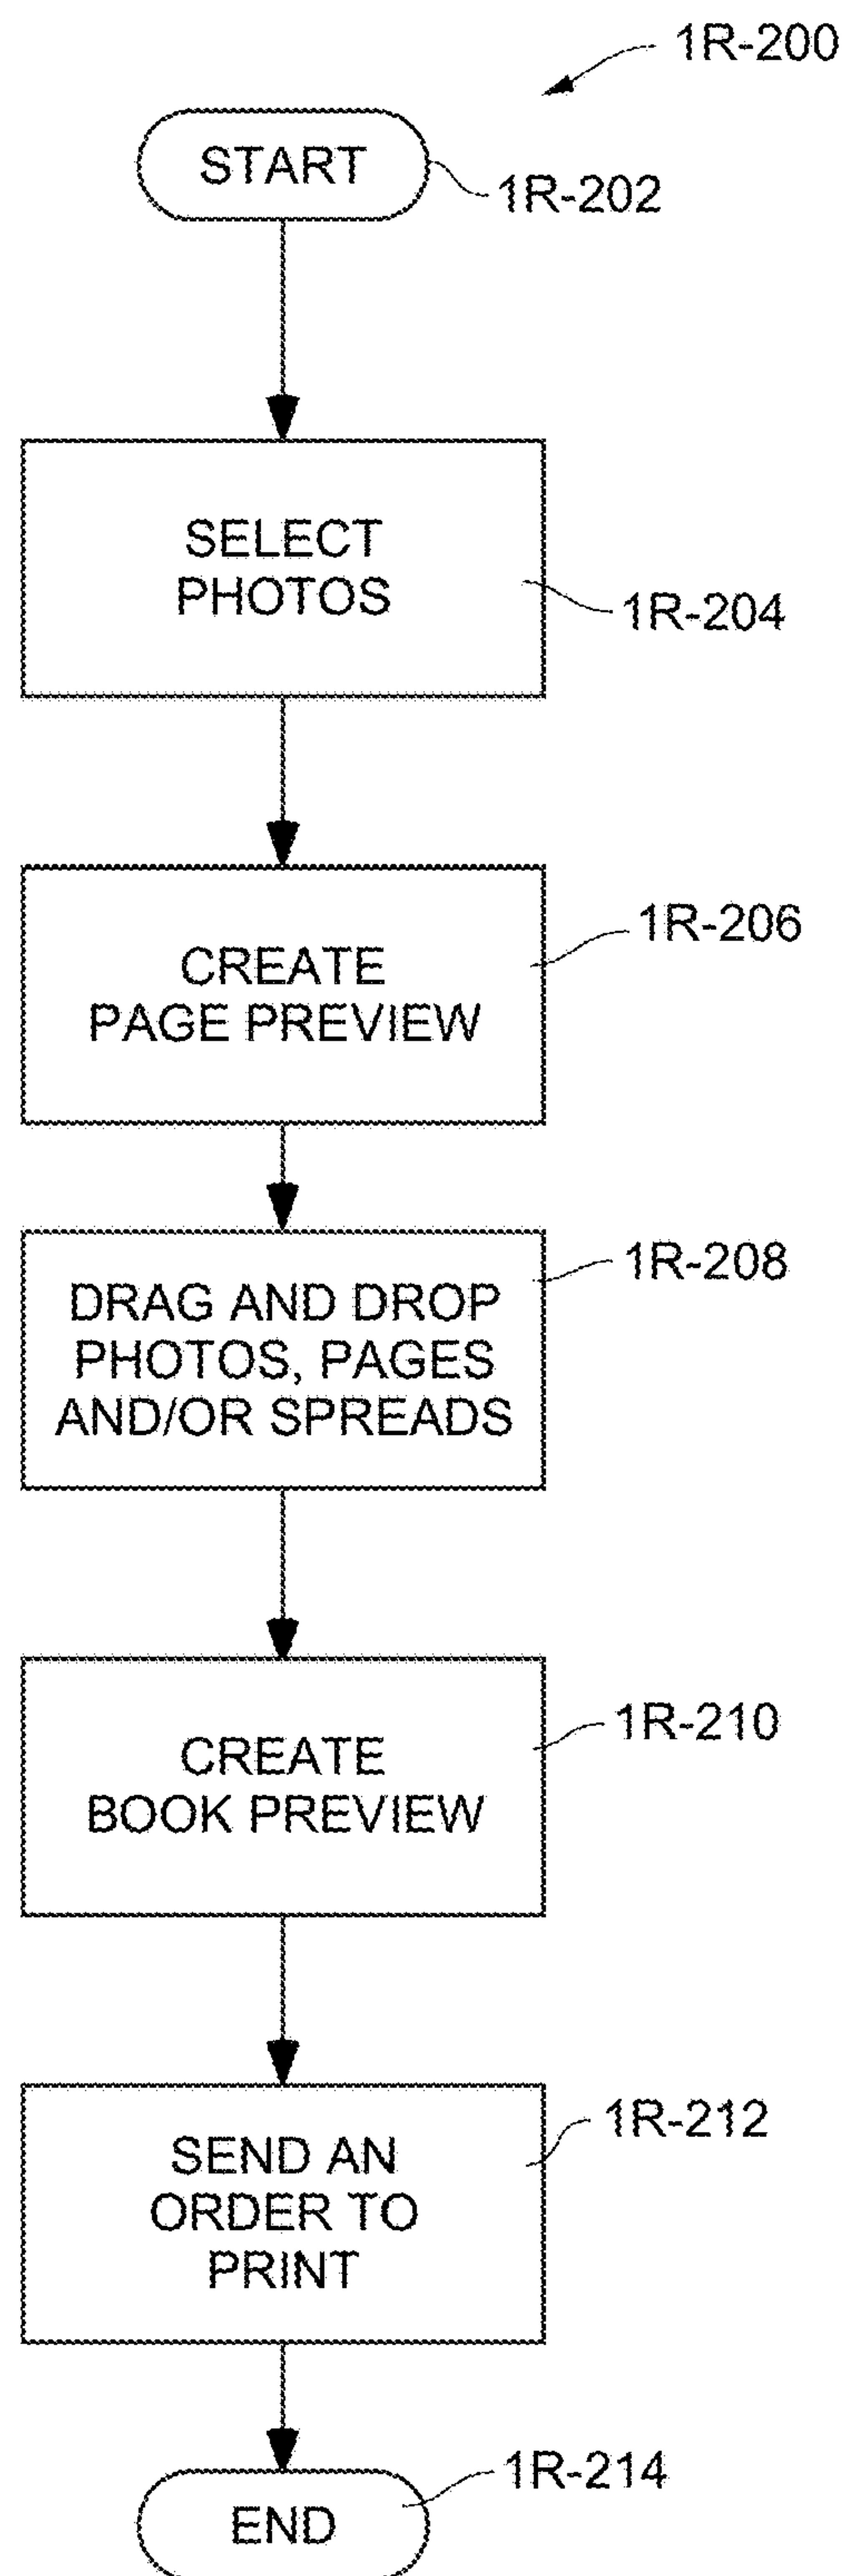 1R-200
START
1R-202
SELECT
PHOTOS
1R-204
1R-206
CREATE
PAGE PREVIEW
1R-208
DRAG AND DROP
PHOTOS, PAGES
AND/OR SPREADS
1R-210
CREATE
BOOK PREVIEW
1R-212
SEND AN
ORDER TO
PRINT
1R-214
END